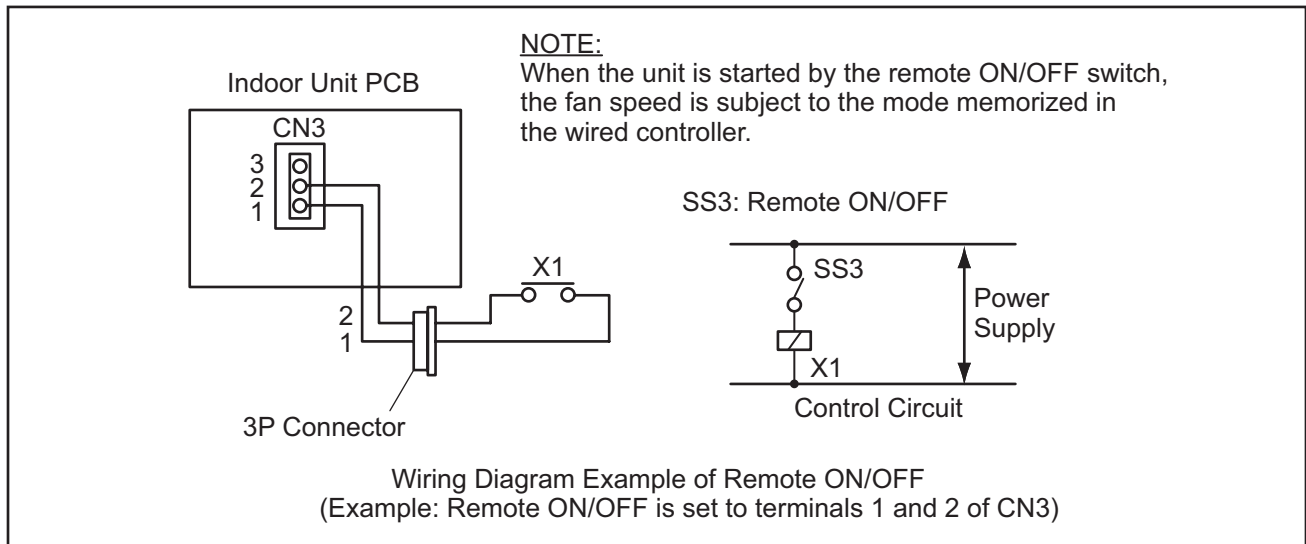 NOTE:
When the unit is started by the remote ON/OFF switch,
the fan speed is subject to the mode memorized in
the wired controller.
Indoor Unit PCB
CN3
3
2
1
X1
2
1
3P Connector
SS3: Remote ON/OFF
SS3
Power
Supply
X1
Control Circuit
Wiring Diagram Example of Remote ON/OFF
(Example: Remote ON/OFF is set to terminals 1 and 2 of CN3)